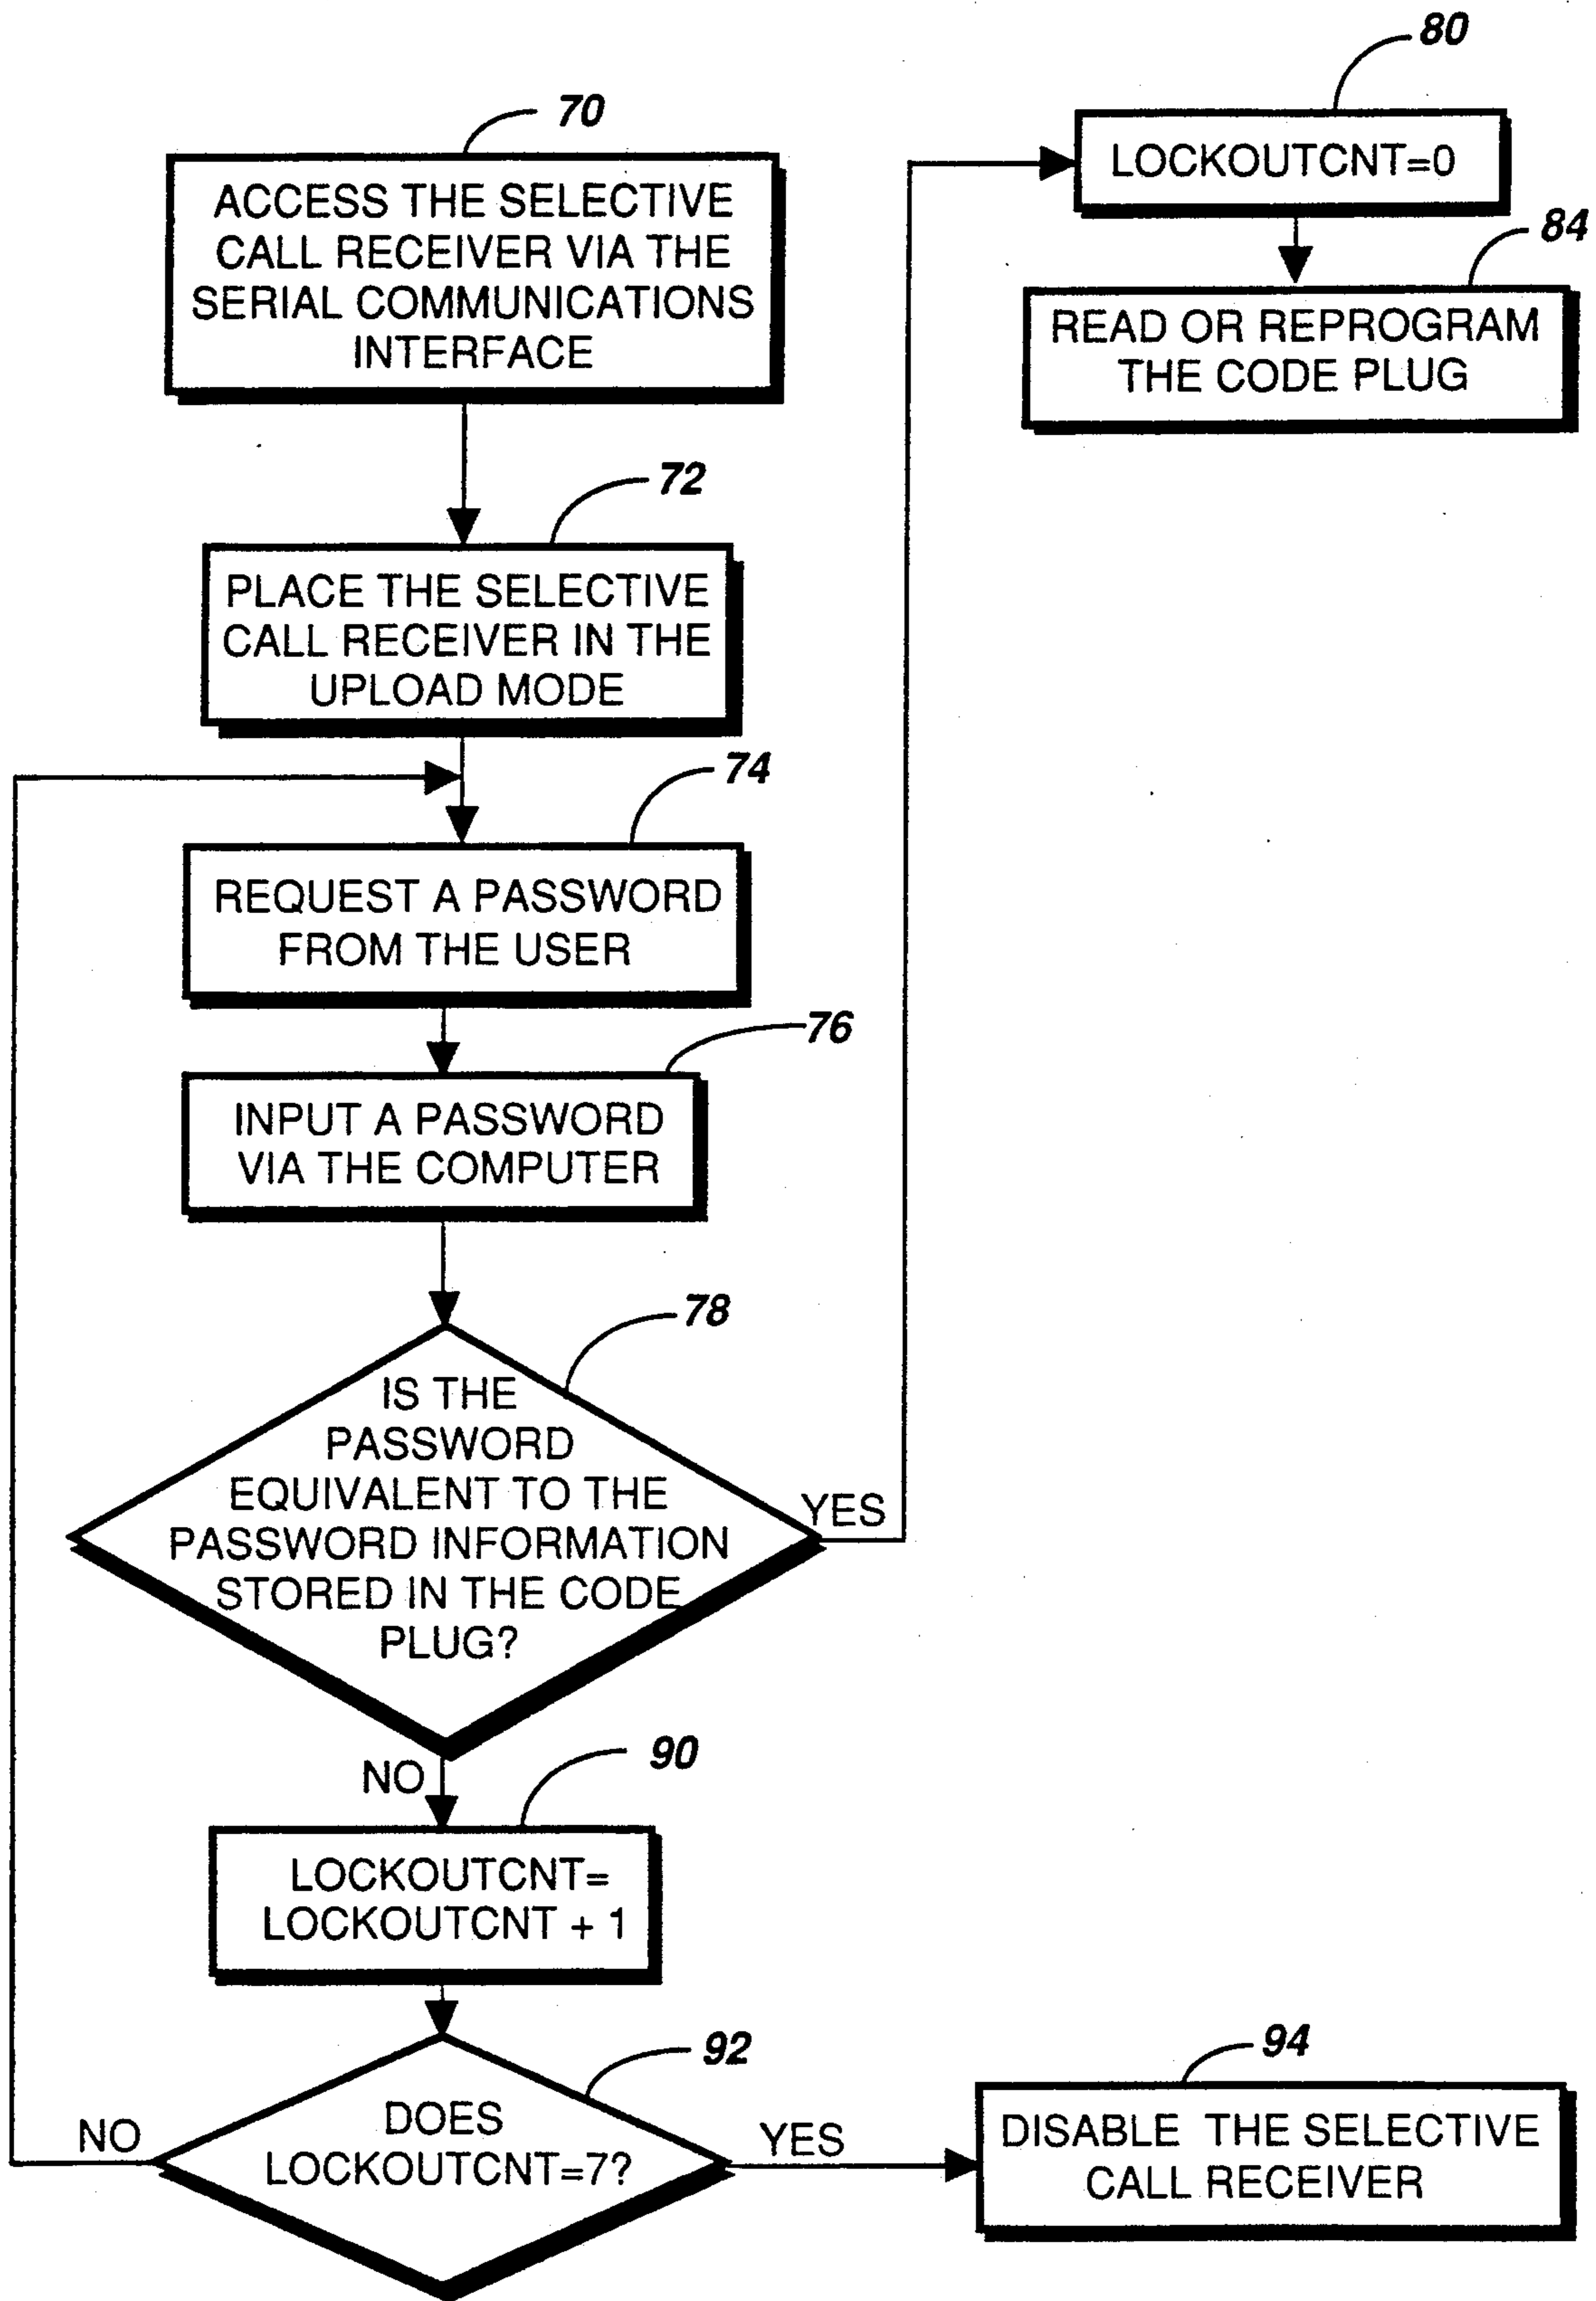 70
ACCESS THE SELECTIVE
CALL RECEIVER VIA THE
SERIAL COMMUNICATIONS
INTERFACE
72
PLACE THE SELECTIVE
CALL RECEIVER IN THE
UPLOAD MODE
74
REQUEST A PASSWORD
FROM THE USER
76
INPUT A PASSWORD
VIA THE COMPUTER
78
IS THE
PASSWORD
EQUIVALENT TO THE
PASSWORD INFORMATION
STORED IN THE CODE
PLUG?
YES
80
LOCKOUTCNT=0
84
READ OR REPROGRAM
THE CODE PLUG
NO
90
LOCKOUTCNT=
LOCKOUTCNT + 1
92
DOES
LOCKOUTCNT=7?
NO
YES
94
DISABLE THE SELECTIVE
CALL RECEIVER